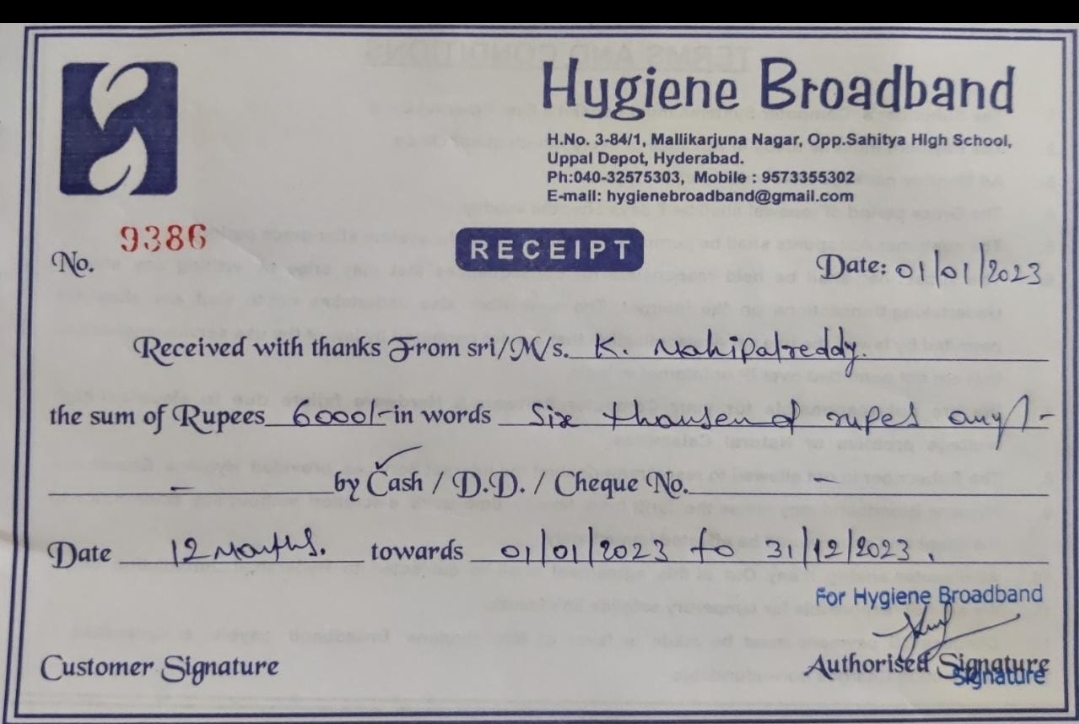 Hygiene Broadband
H.No. 3-84/1, Mallikarjuna Nagar, Opp.Sahitya High School,
Uppal Depot, Hyderabad.
Ph:040-32575303, Mobile : 9573355302
E-mail: hygienebroadband@gmail.com
No. 9386
RECEIPT
Date: 01/01/2023
Received with thanks From sri/M/s. K. Mahipalreddy.
the sum of Rupees 6000/- in words Six thousend rupes any/-
- by Cash / D.D. / Cheque No. -
Date 12 Months. towards 01/01/2023 to 31/12/2023.
For Hygiene Broadband
Customer Signature
Authorised Signature
Signature